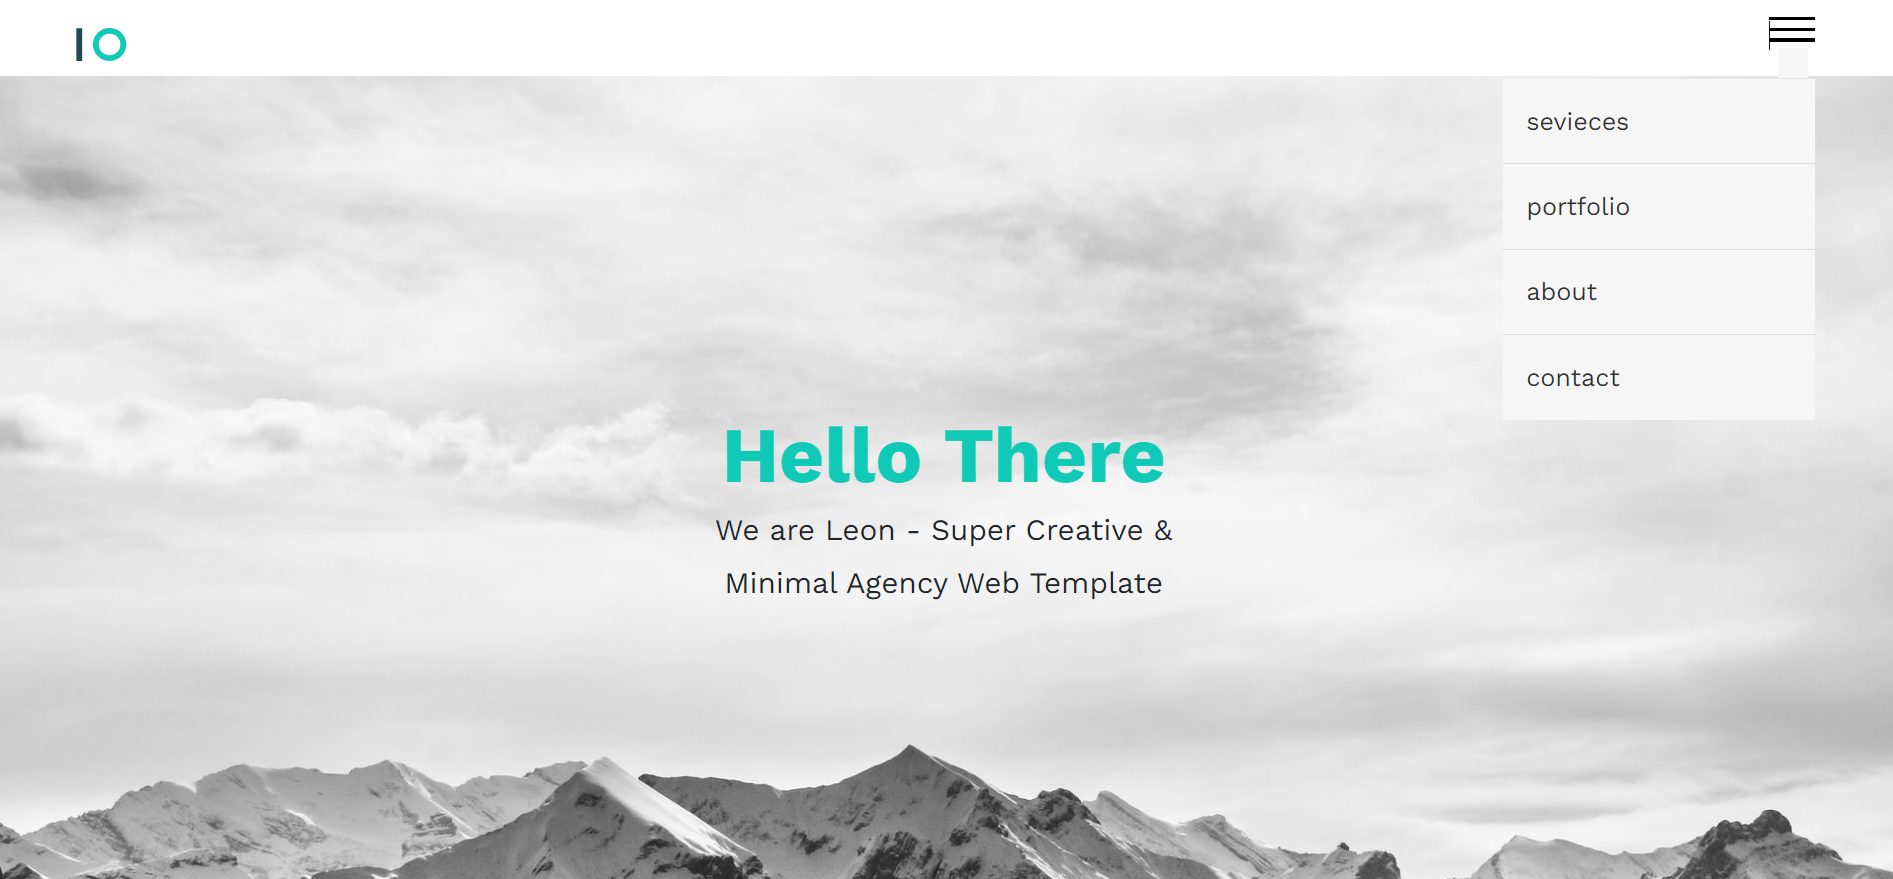 IO
sevieces
portfolio
about
contact
Hello There
We are Leon - Super Creative &
Minimal Agency Web Template